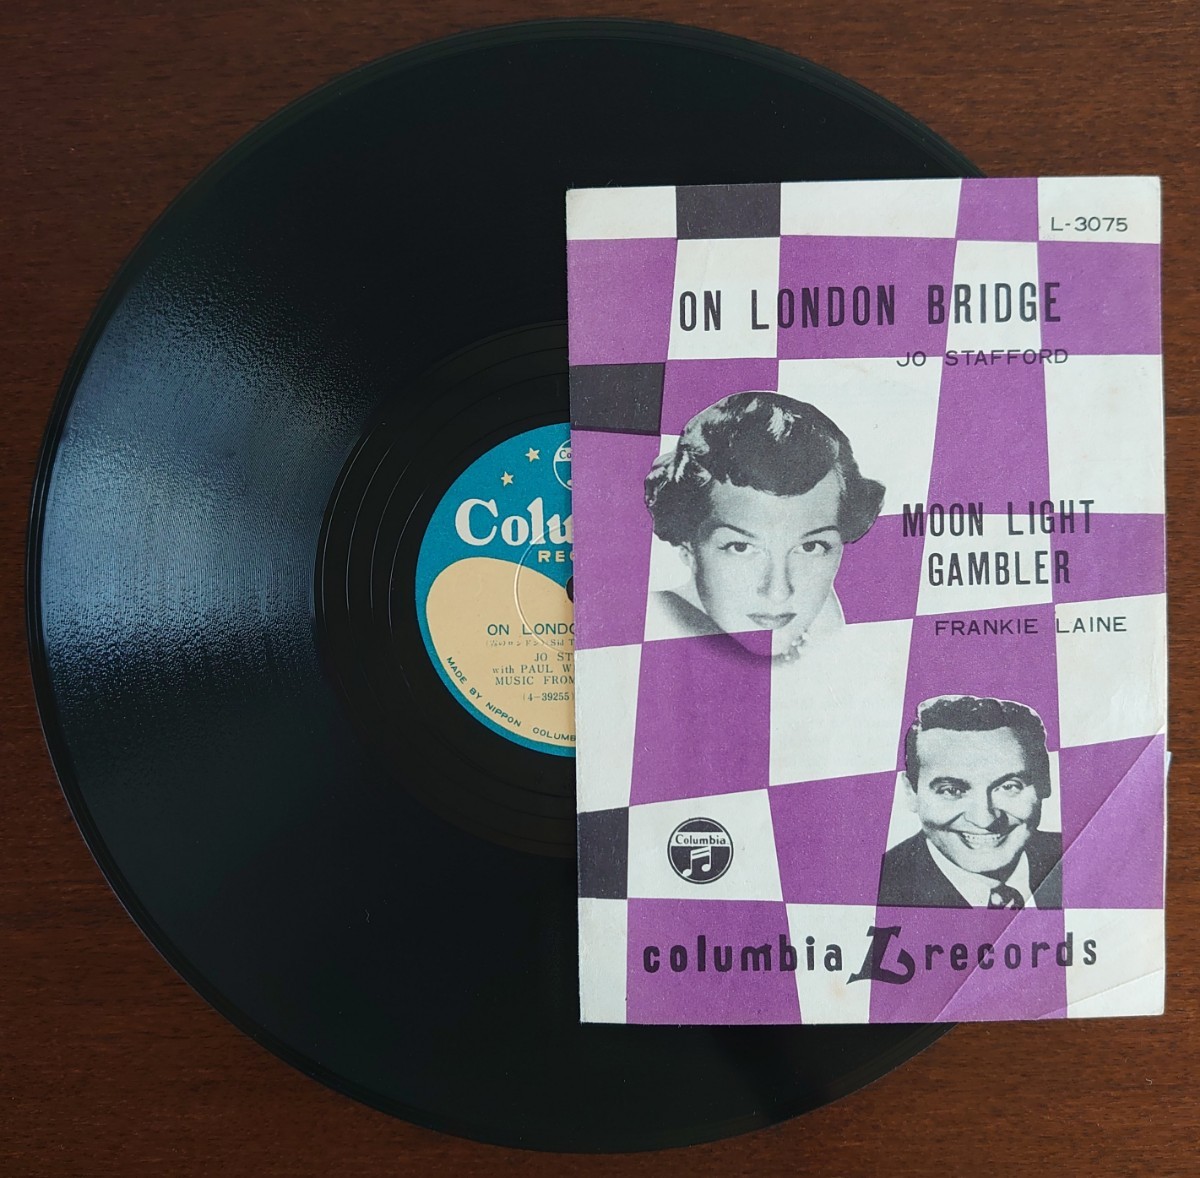 L-3075
ON LONDON BRIDGE
JO STAFFORD
MOON LIGHT
GAMBLER
FRANKIE LAINE
Columbia
columbia L records
Colu
REC
ON LONDO
JO ST
with PAUL W
MUSIC FROM
(4-39255)
MADE BY NIPPON COLUMB